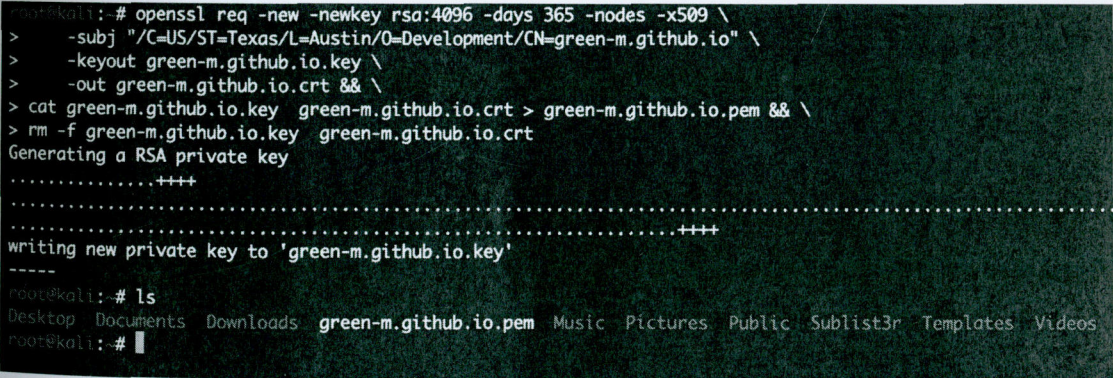 root@kali:~# openssl req -new -newkey rsa:4096 -days 365 -nodes -x509 \
>     -subj "/C=US/ST=Texas/L=Austin/O=Development/CN=green-m.github.io" \
>     -keyout green-m.github.io.key \
>     -out green-m.github.io.crt && \
> cat green-m.github.io.key  green-m.github.io.crt > green-m.github.io.pem && \
> rm -f green-m.github.io.key  green-m.github.io.crt
Generating a RSA private key
...............++++
..............................................................................................................
...................................................................++++
writing new private key to 'green-m.github.io.key'
-----
root@kali:~# ls
Desktop  Documents  Downloads  green-m.github.io.pem  Music  Pictures  Public  Sublist3r  Templates  Videos
root@kali:~#